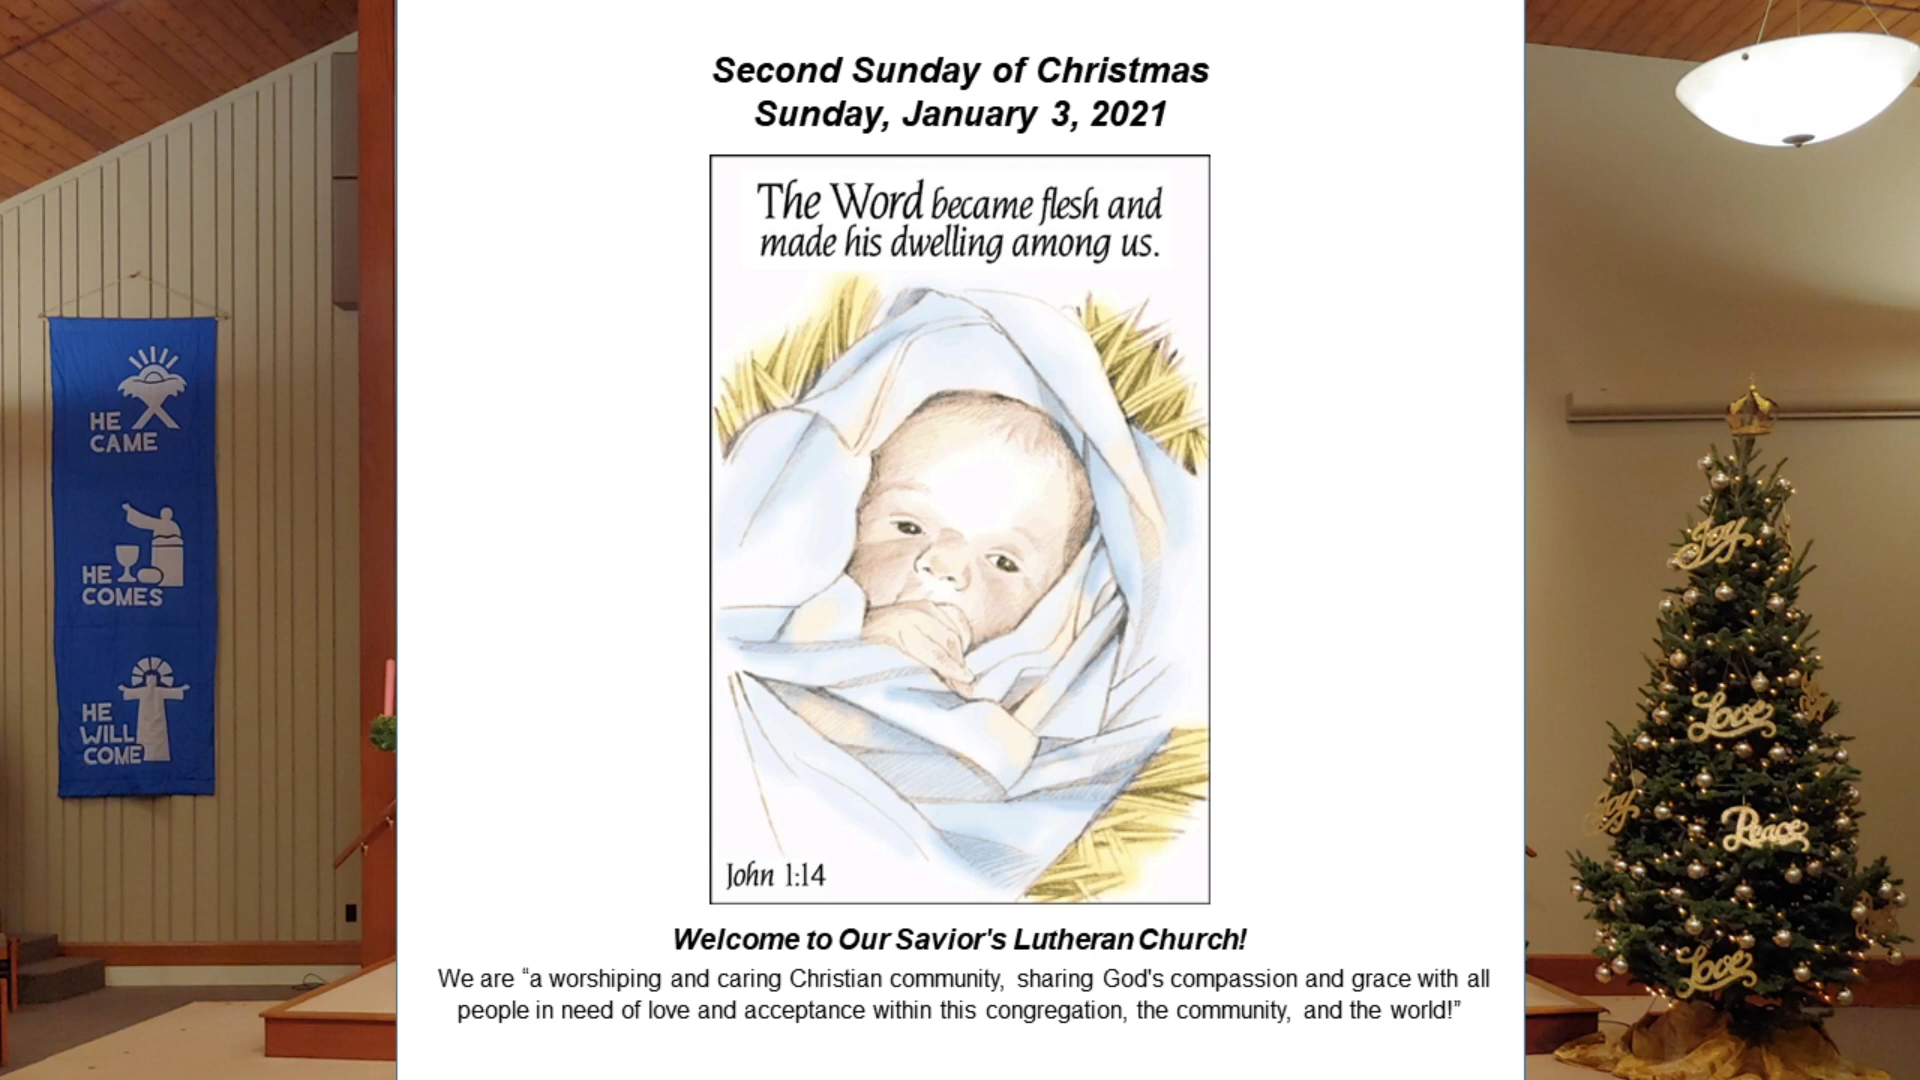 Second Sunday of Christmas
Sunday, January 3, 2021
The Word became flesh and
made his dwelling among us.
John 1:14
Welcome to Our Savior's Lutheran Church!
We are “a worshiping and caring Christian community, sharing God's compassion and grace with all
people in need of love and acceptance within this congregation, the community, and the world!”
HE
CAME
HE
COMES
HE
WILL
COME
Joy
Love
Joy
Peace
Love